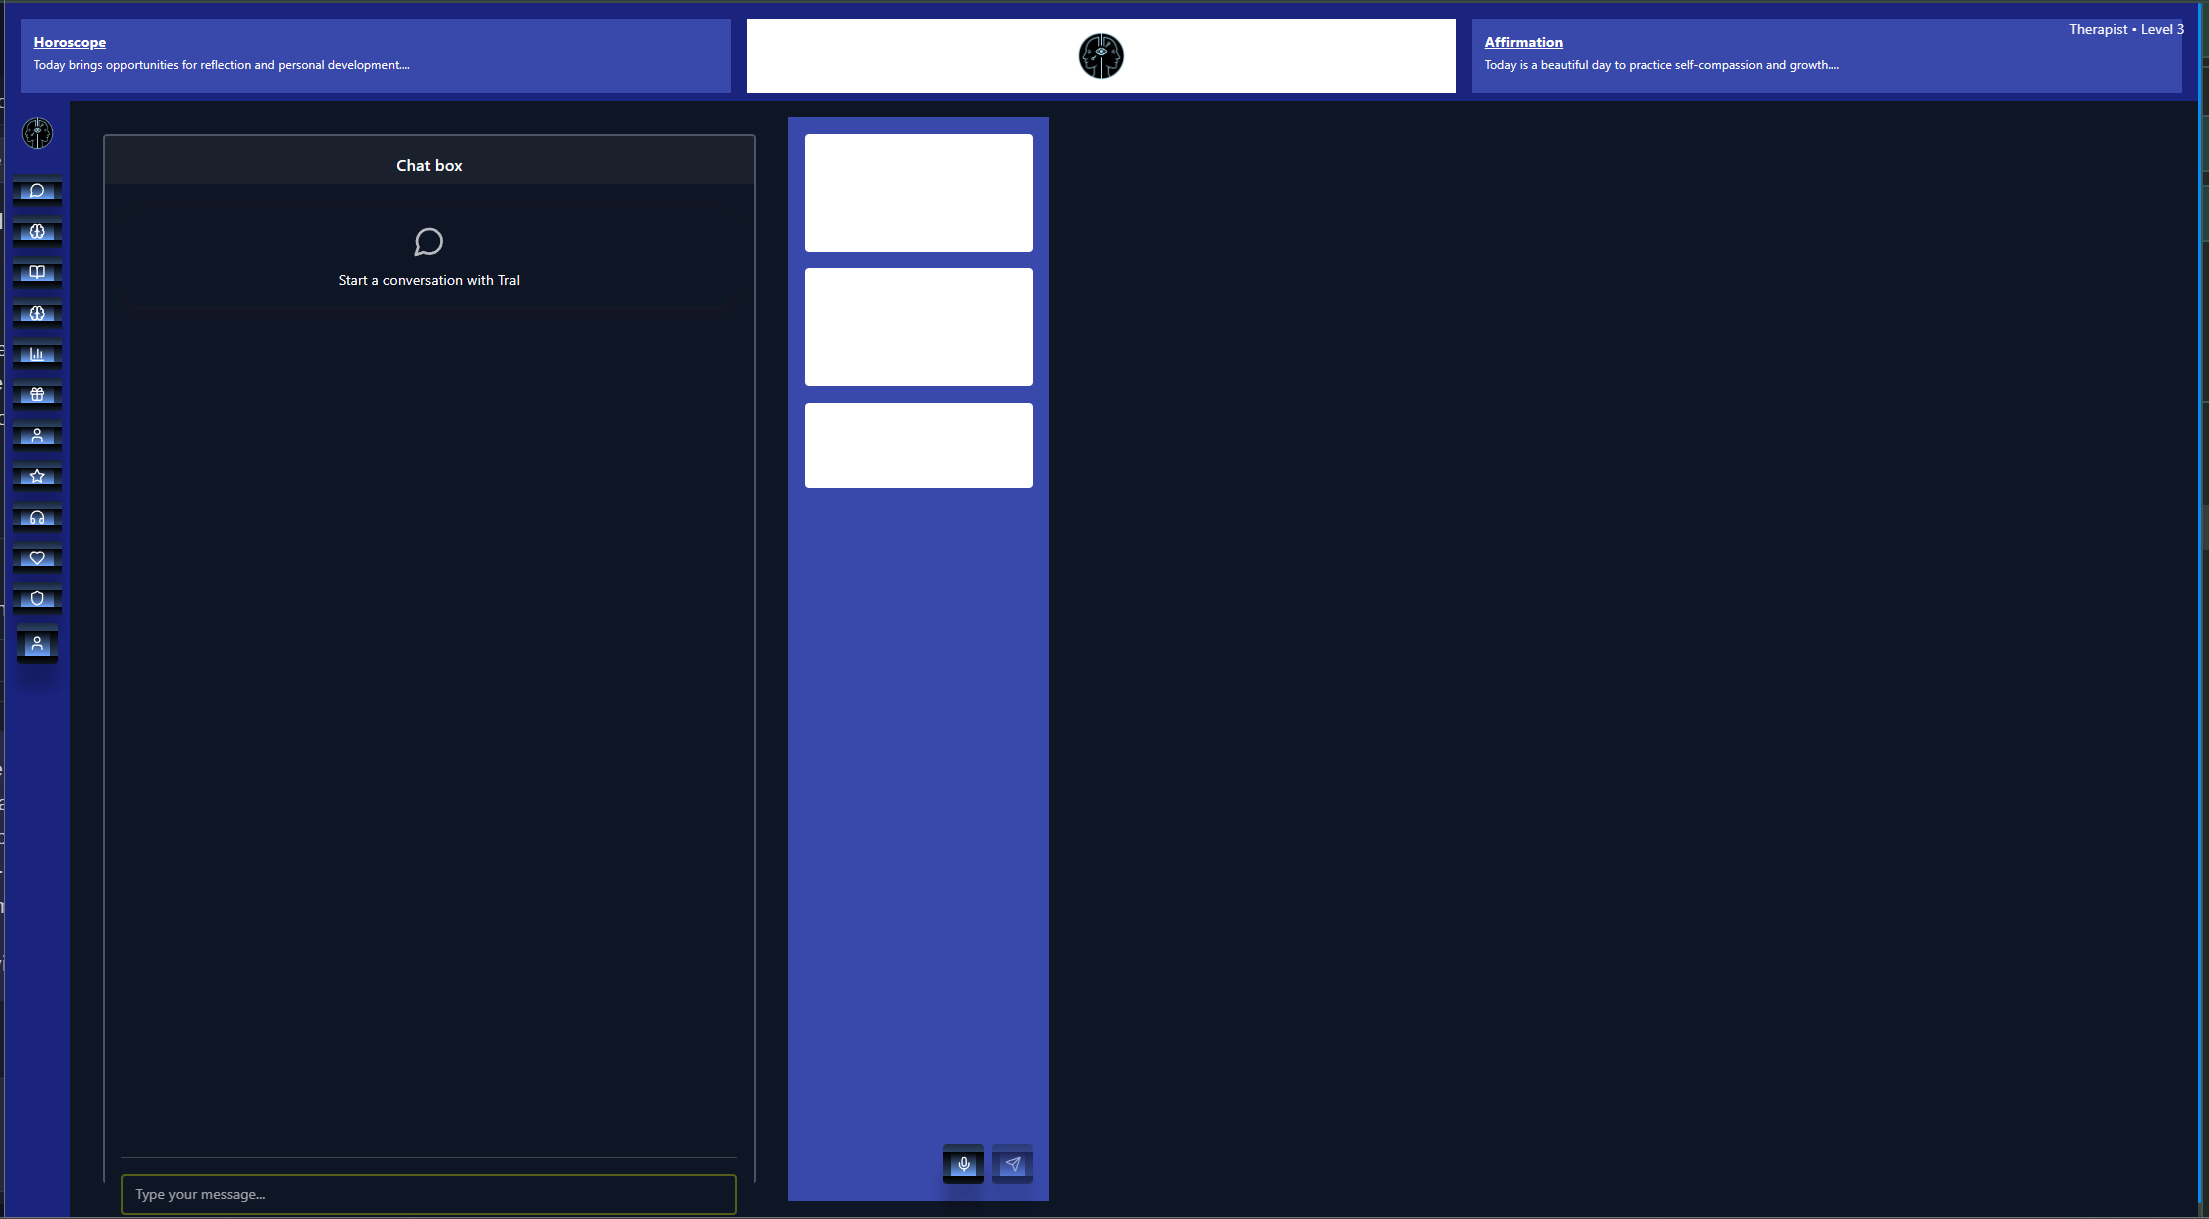 Horoscope
Today brings opportunities for reflection and personal development....
Affirmation
Today is a beautiful day to practice self-compassion and growth....
Therapist • Level 3
Chat box
Start a conversation with Tral
Type your message...